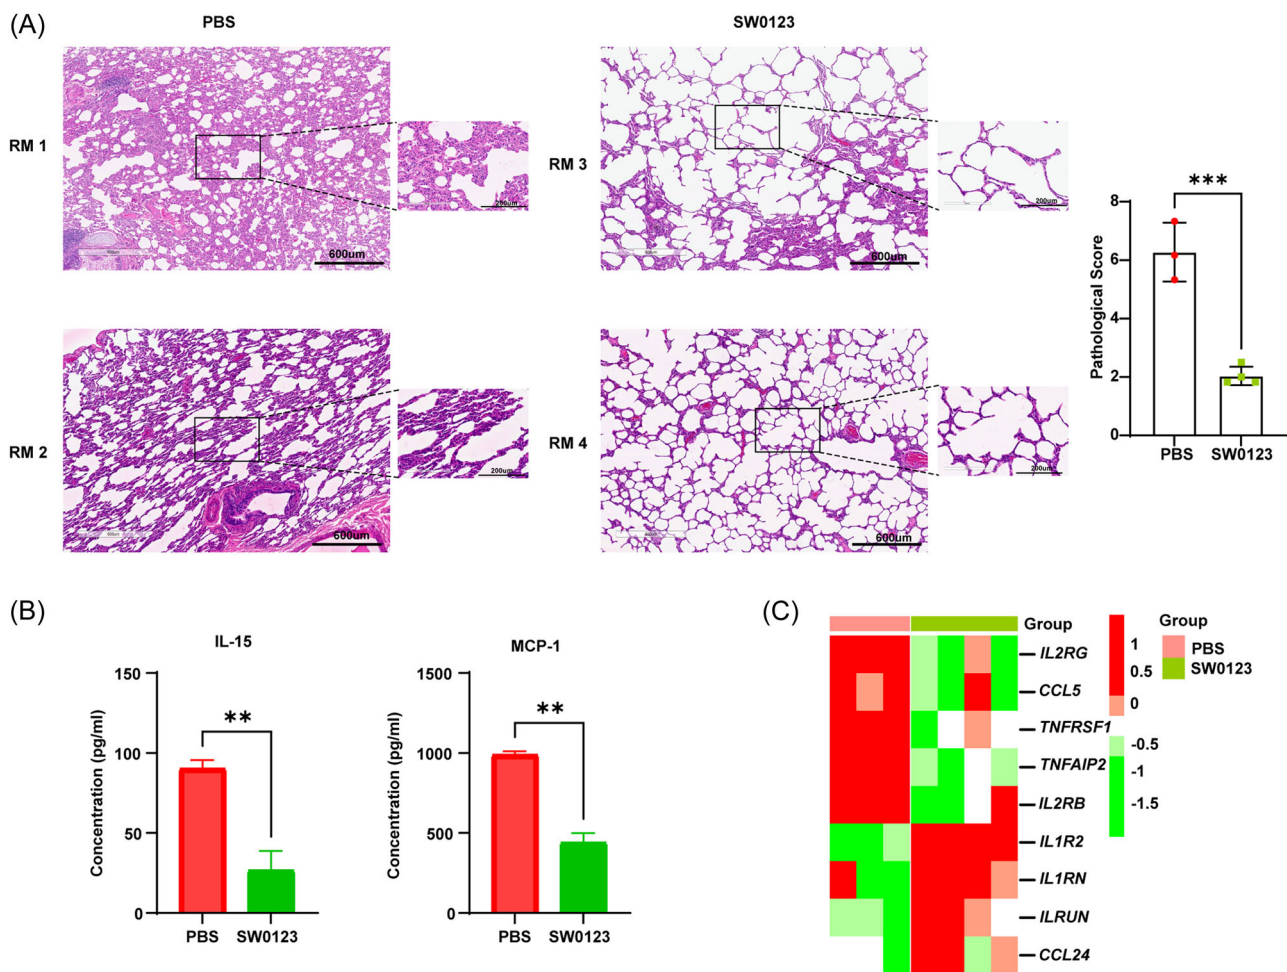 (A)
PBS
SW0123
RM 1
600um
200um
RM 3
600um
200um
RM 2
600um
200um
RM 4
600um
200um
***
Pathological Score
8
6
4
2
0
PBS
SW0123
(B)
IL-15
Concentration (pg/ml)
150
100
50
0
**
PBS
SW0123
MCP-1
Concentration (pg/ml)
1500
1000
500
0
**
PBS
SW0123
(C)
Group
IL2RG
CCL5
TNFRSF1
TNFAIP2
IL2RB
IL1R2
IL1RN
ILRUN
CCL24
1
0.5
0
-0.5
-1
-1.5
Group
PBS
SW0123